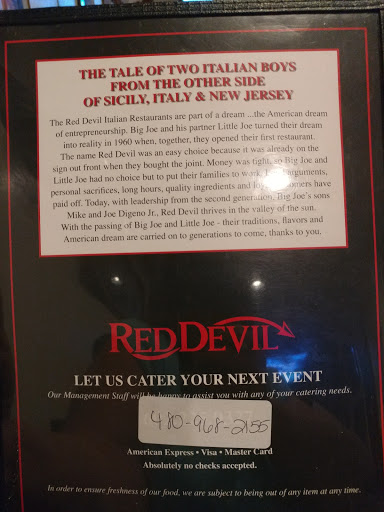 THE TALE OF TWO ITALIAN BOYS
FROM THE OTHER SIDE
OF SICILY, ITALY & NEW JERSEY
The Red Devil Italian Restaurants are part of a dream ...the American dream
of entrepreneurship. Big Joe and his partner Little Joe turned their dream
into reality in 1960 when, together, they opened their first restaurant.
The name Red Devil was an easy choice because it was already on the
sign out front when they bought the joint. Money was tight, so Big Joe and
Little Joe had no choice but to put their families to work. arguments,
personal sacrifices, long hours, quality ingredients and loyal customers have
paid off. Today, with leadership from the second generation, Big Joe's sons
Mike and Joe Digeno Jr., Red Devil thrives in the valley of the sun.
With the passing of Big Joe and Little Joe - their traditions, flavors and
American dream are carried on to generations to come, thanks to you.
RED DEVIL
LET US CATER YOUR NEXT EVENT
Our Management Staff will be happy to assist you with any of your catering needs.
480-968-2155
American Express • Visa • Master Card
Absolutely no checks accepted.
In order to ensure freshness of our food, we are subject to being out of any item at any time.